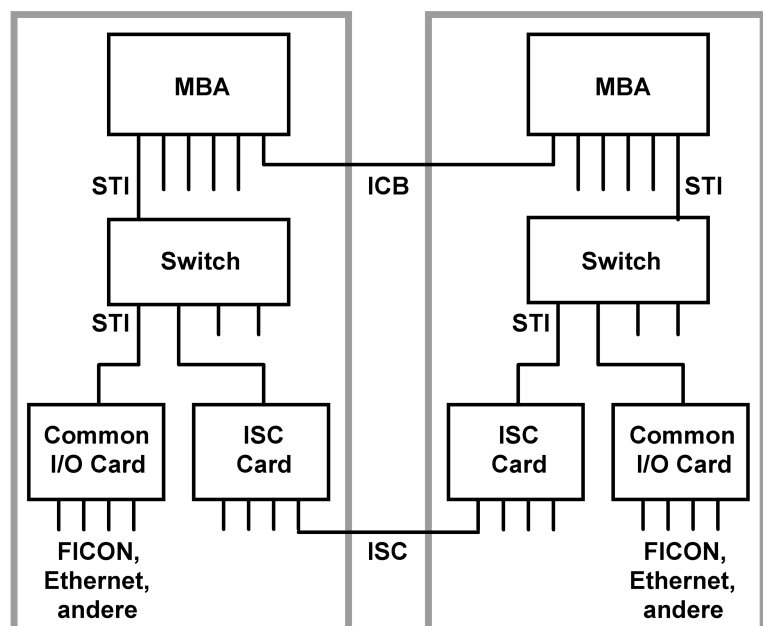 MBA
MBA
STI
ICB
STI
Switch
Switch
STI
STI
Common
I/O Card
ISC
Card
ISC
Card
Common
I/O Card
FICON,
Ethernet,
andere
ISC
FICON,
Ethernet,
andere